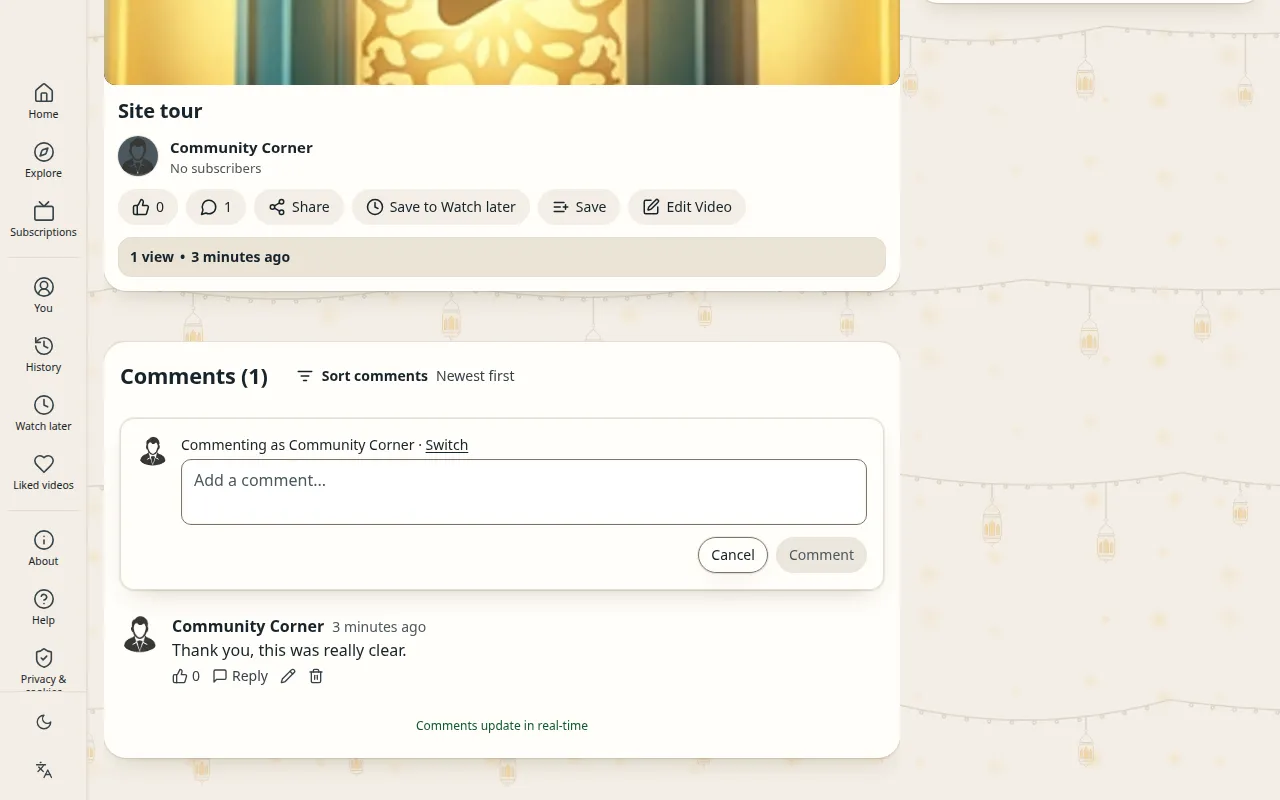 Home
Explore
Subscriptions
You
History
Watch later
Liked videos
About
Help
Privacy &
Site tour
Community Corner
No subscribers
0
1
Share
Save to Watch later
Save
Edit Video
1 view • 3 minutes ago
Comments (1)
Sort comments Newest first
Commenting as Community Corner · Switch
Add a comment...
Cancel
Comment
Community Corner 3 minutes ago
Thank you, this was really clear.
0 Reply
Comments update in real-time